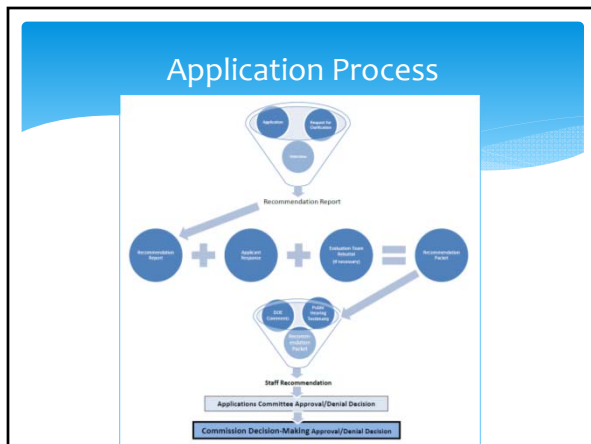 Application Process
Application
Request for
Clarification
Interview
Recommendation Report
Recommendation
Report
Applicant
Response
Evaluation Team
Rebuttal
(if necessary)
Recommendation
Packet
DOE
Comments
Public
Hearing
Testimony
Recommen-
endation
Packet
Staff Recommendation
Applications Committee Approval/Denial Decision
Commission Decision-Making Approval/Denial Decision